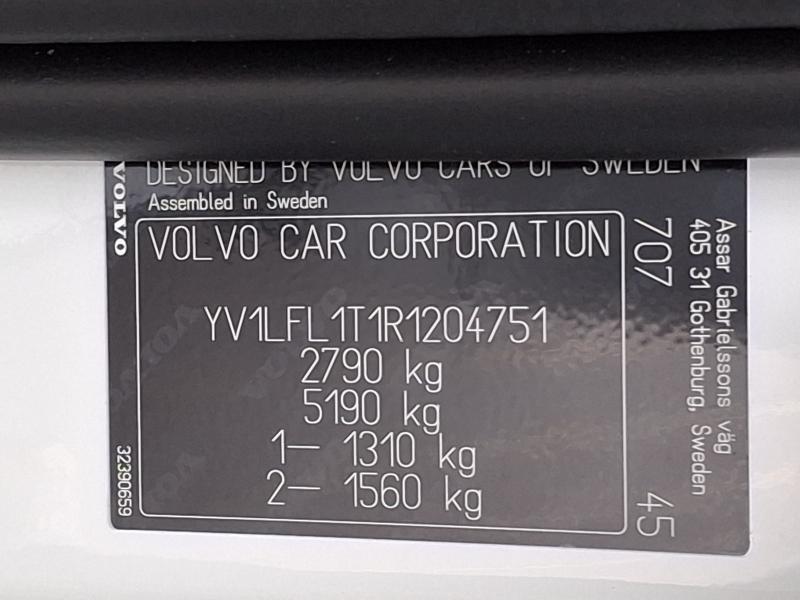 DESIGNED BY VOLVO CARS OF SWEDEN
Assembled in Sweden
VOLVO CAR CORPORATION
YV1LFL1T1R1204751
2790 kg
5190 kg
1– 1310 kg
2– 1560 kg
VOLVO
32390659
707
45
Assar Gabrielssons väg
405 31 Gothenburg, Sweden